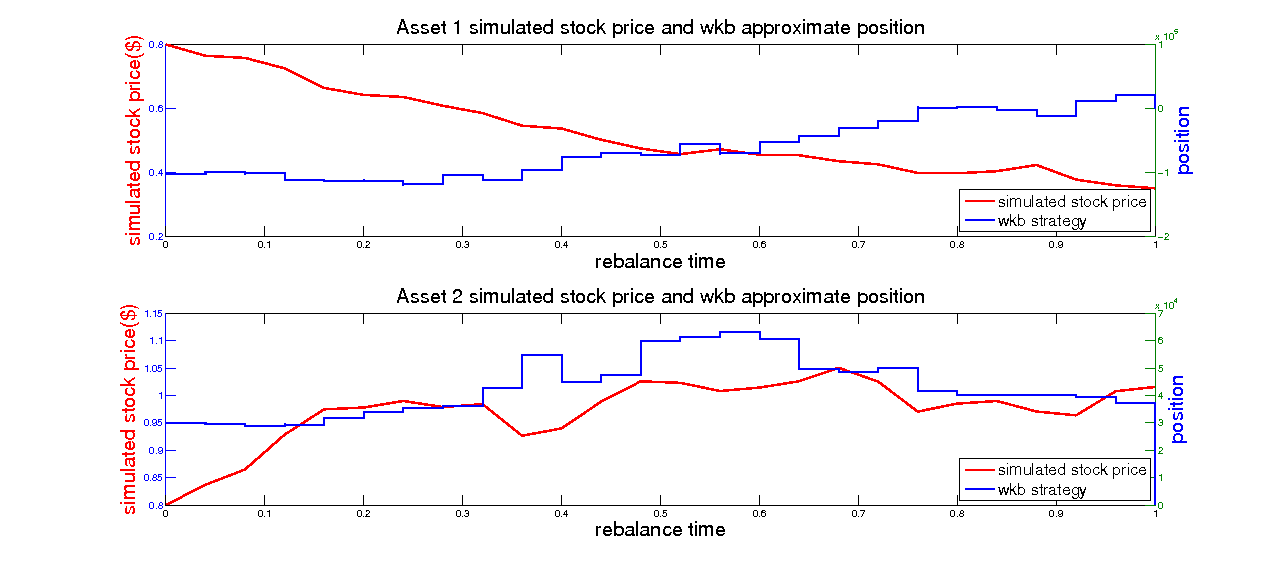 Asset 1 simulated stock price and wkb approximate position
x 10^5
simulated stock price($)
0.8
0.6
0.4
0.2
1
0
-1
-2
position
simulated stock price
wkb strategy
0 0.1 0.2 0.3 0.4 0.5 0.6 0.7 0.8 0.9 1
rebalance time
Asset 2 simulated stock price and wkb approximate position
x 10^4
simulated stock price($)
1.15
1.1
1.05
1
0.95
0.9
0.85
0.8
7
6
5
4
3
2
1
0
position
simulated stock price
wkb strategy
0 0.1 0.2 0.3 0.4 0.5 0.6 0.7 0.8 0.9 1
rebalance time